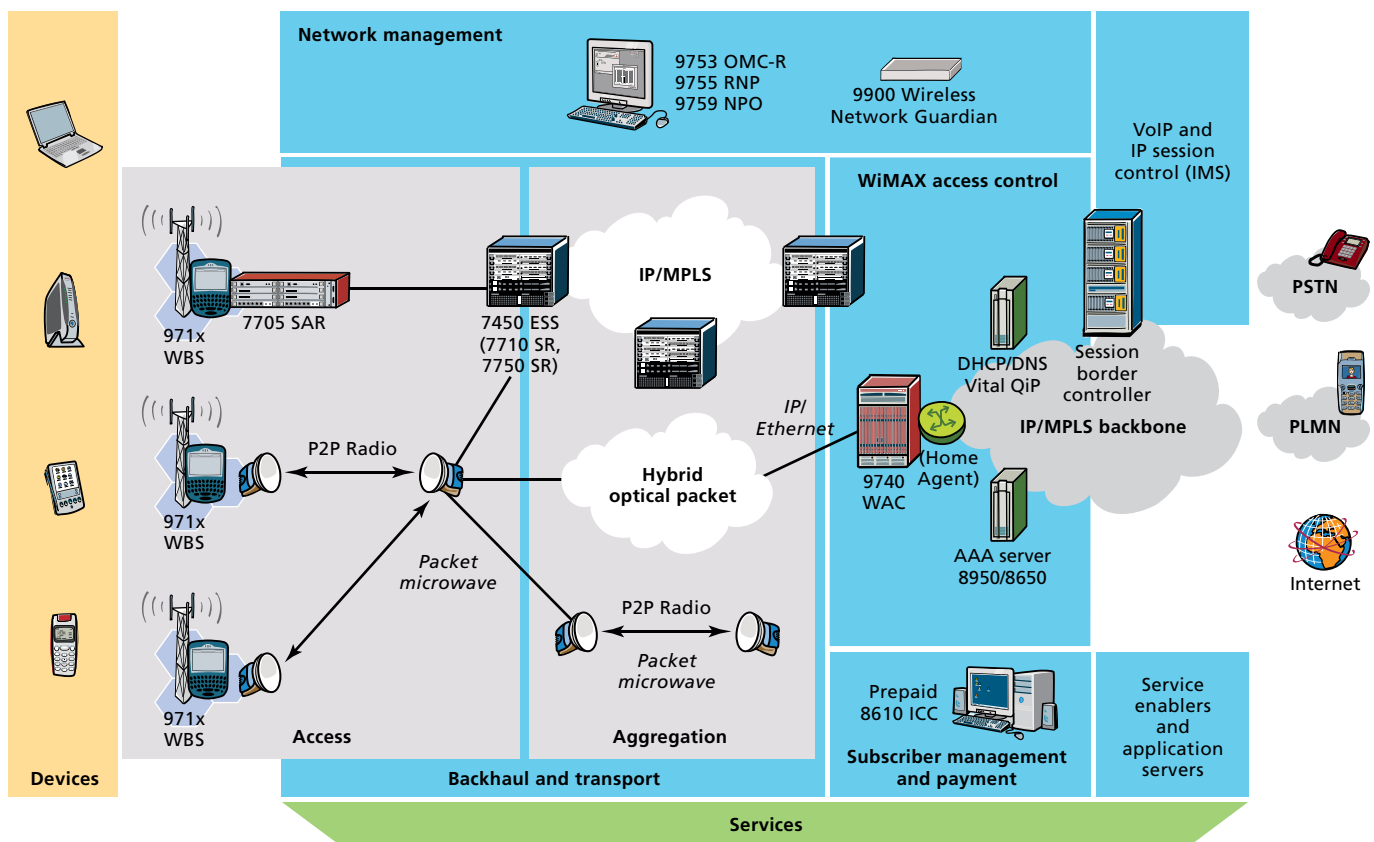 Network management
9753 OMC-R
9755 RNP
9759 NPO
9900 Wireless
Network Guardian
VoIP and
IP session
control (IMS)
WiMAX access control
971x
WBS
7705 SAR
7450 ESS
(7710 SR,
7750 SR)
IP/MPLS
DHCP/DNS
Vital QiP
Session
border
controller
PSTN
971x
WBS
P2P Radio
Packet
microwave
Hybrid
optical packet
IP/
Ethernet
9740
WAC
(Home
Agent)
IP/MPLS backbone
PLMN
AAA server
8950/8650
Internet
971x
WBS
P2P Radio
Packet
microwave
Access
Aggregation
Prepaid
8610 ICC
Subscriber management
and payment
Service
enablers
and
application
servers
Devices
Backhaul and transport
Services